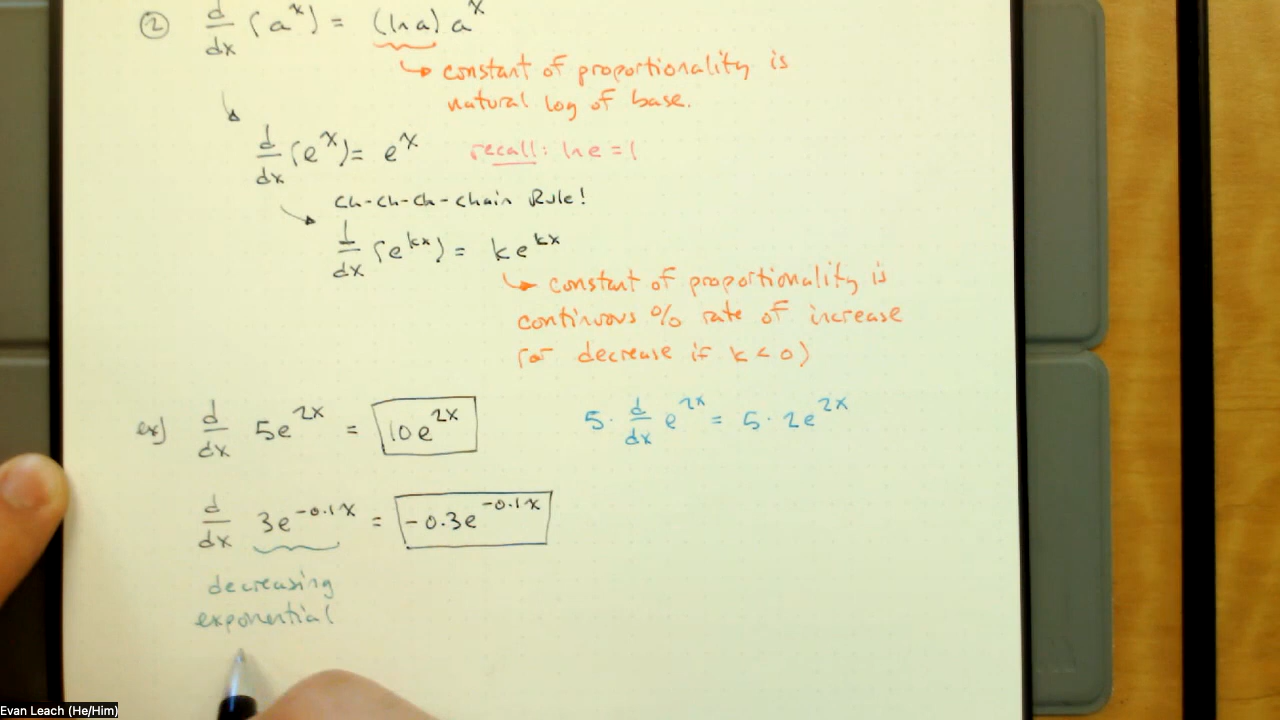 ② d/dx (a^x) = (ln a) a^x
↳ constant of proportionality is
natural log of base.
d/dx (e^x) = e^x recall: ln e = 1
Ch-Ch-Ch-Chain Rule!
d/dx (e^kx) = k e^kx
↳ constant of proportionality is
continuous % rate of increase
(or decrease if k < 0)
ex) d/dx 5e^2x = 10e^2x 5 · d/dx e^2x = 5 · 2e^2x
d/dx 3e^-0.1x = -0.3e^-0.1x
decreasing
exponential
Evan Leach (He/Him)